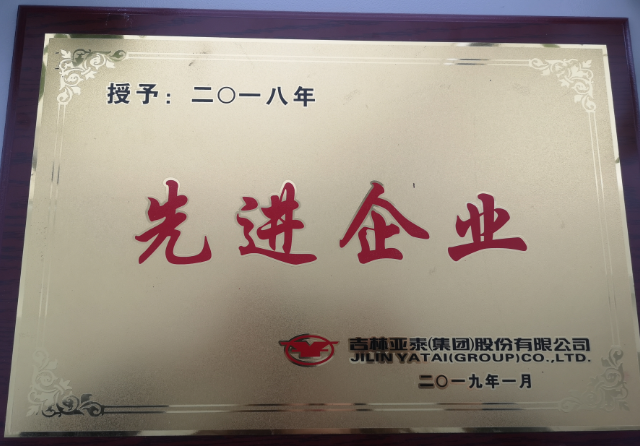 授予：二〇一八年
先进企业
吉林亚泰(集团)股份有限公司
JILIN YATAI(GROUP)CO.,LTD.
二〇一九年一月